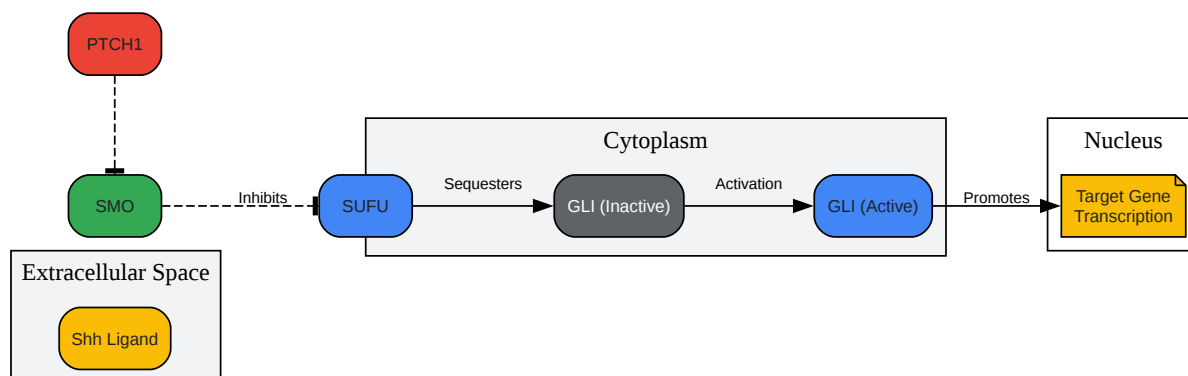 PTCH1
Cytoplasm
Nucleus
SMO
Inhibits
SUFU
Sequesters
GLI (Inactive)
Activation
GLI (Active)
Promotes
Target Gene
Transcription
Extracellular Space
Shh Ligand